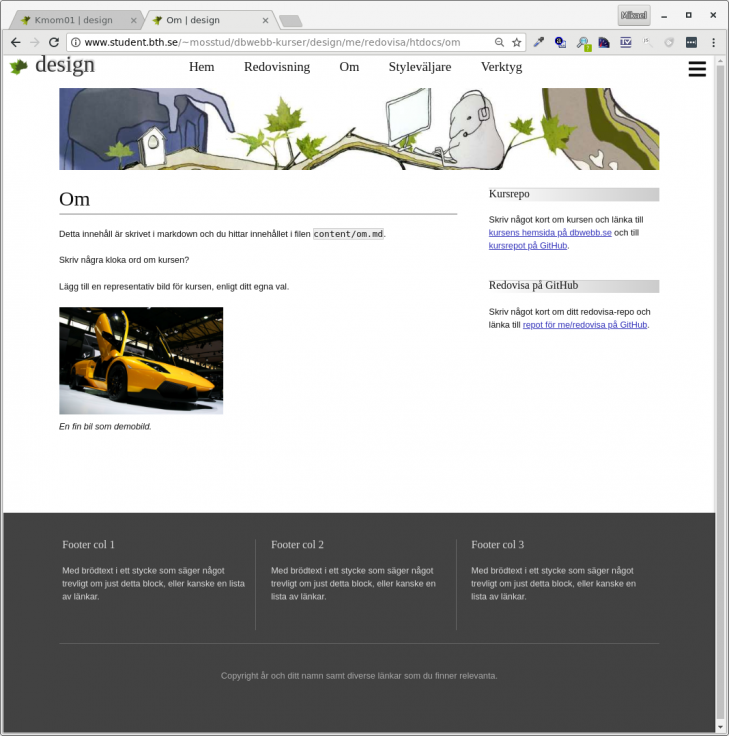 Kmom01 | design
Om | design
Mikael
www.student.bth.se/~mosstud/dbwebb-kurser/design/me/redovisa/htdocs/om
design
Hem Redovisning Om Styleväljare Verktyg
Om
Detta innehåll är skrivet i markdown och du hittar innehållet i filen content/om.md.
Skriv några kloka ord om kursen?
Lägg till en representativ bild för kursen, enligt ditt egna val.
En fin bil som demobild.
Kursrepo
Skriv något kort om kursen och länka till
kursens hemsida på dbwebb.se och till
kursrepot på GitHub.
Redovisa på GitHub
Skriv något kort om ditt redovisa-repo och
länka till repot för me/redovisa på GitHub.
Footer col 1
Med brödtext i ett stycke som säger något
trevligt om just detta block, eller kanske en lista
av länkar.
Footer col 2
Med brödtext i ett stycke som säger något
trevligt om just detta block, eller kanske en
lista av länkar.
Footer col 3
Med brödtext i ett stycke som säger något
trevligt om just detta block, eller kanske en
lista av länkar.
Copyright år och ditt namn samt diverse länkar som du finner relevanta.